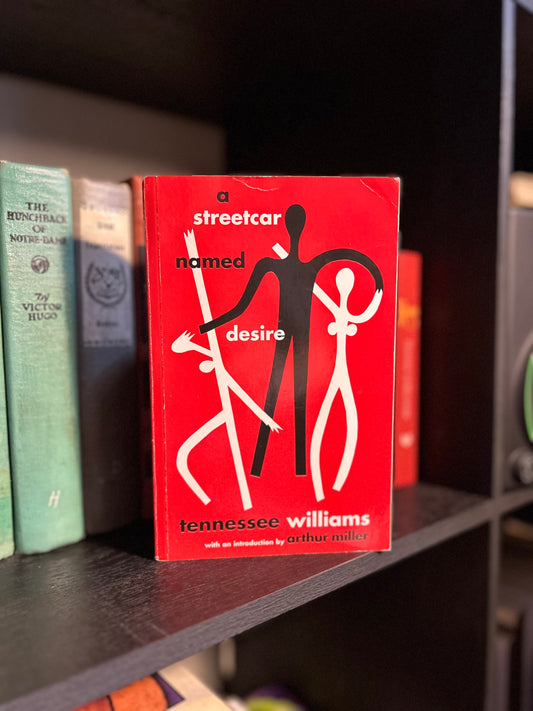 THE
HUNCHBACK
OF
NOTRE-DAME
By
VICTOR
HUGO
H
a
streetcar
named
desire
tennessee williams
with an introduction by arthur miller